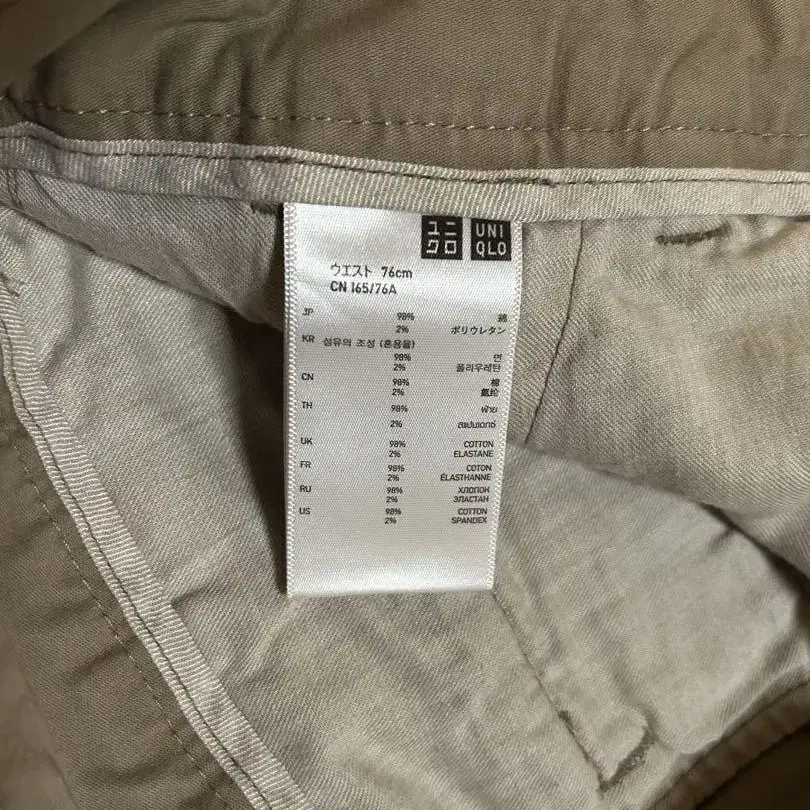 ユニ
クロ
UNI
QLO
ウエスト 76cm
CN 165/76A
JP 98% 綿
2% ポリウレタン
KR 섬유의 조성 (혼용율)
98% 면
2% 폴리우레탄
CN 98% 棉
2% 氨纶
TH 98% ฝ้าย
2% สแปนเดกซ์
UK 98% COTTON
2% ELASTANE
FR 98% COTON
2% ÉLASTHANNE
RU 98% ХЛОПОК
2% ЭЛАСТАН
US 98% COTTON
2% SPANDEX